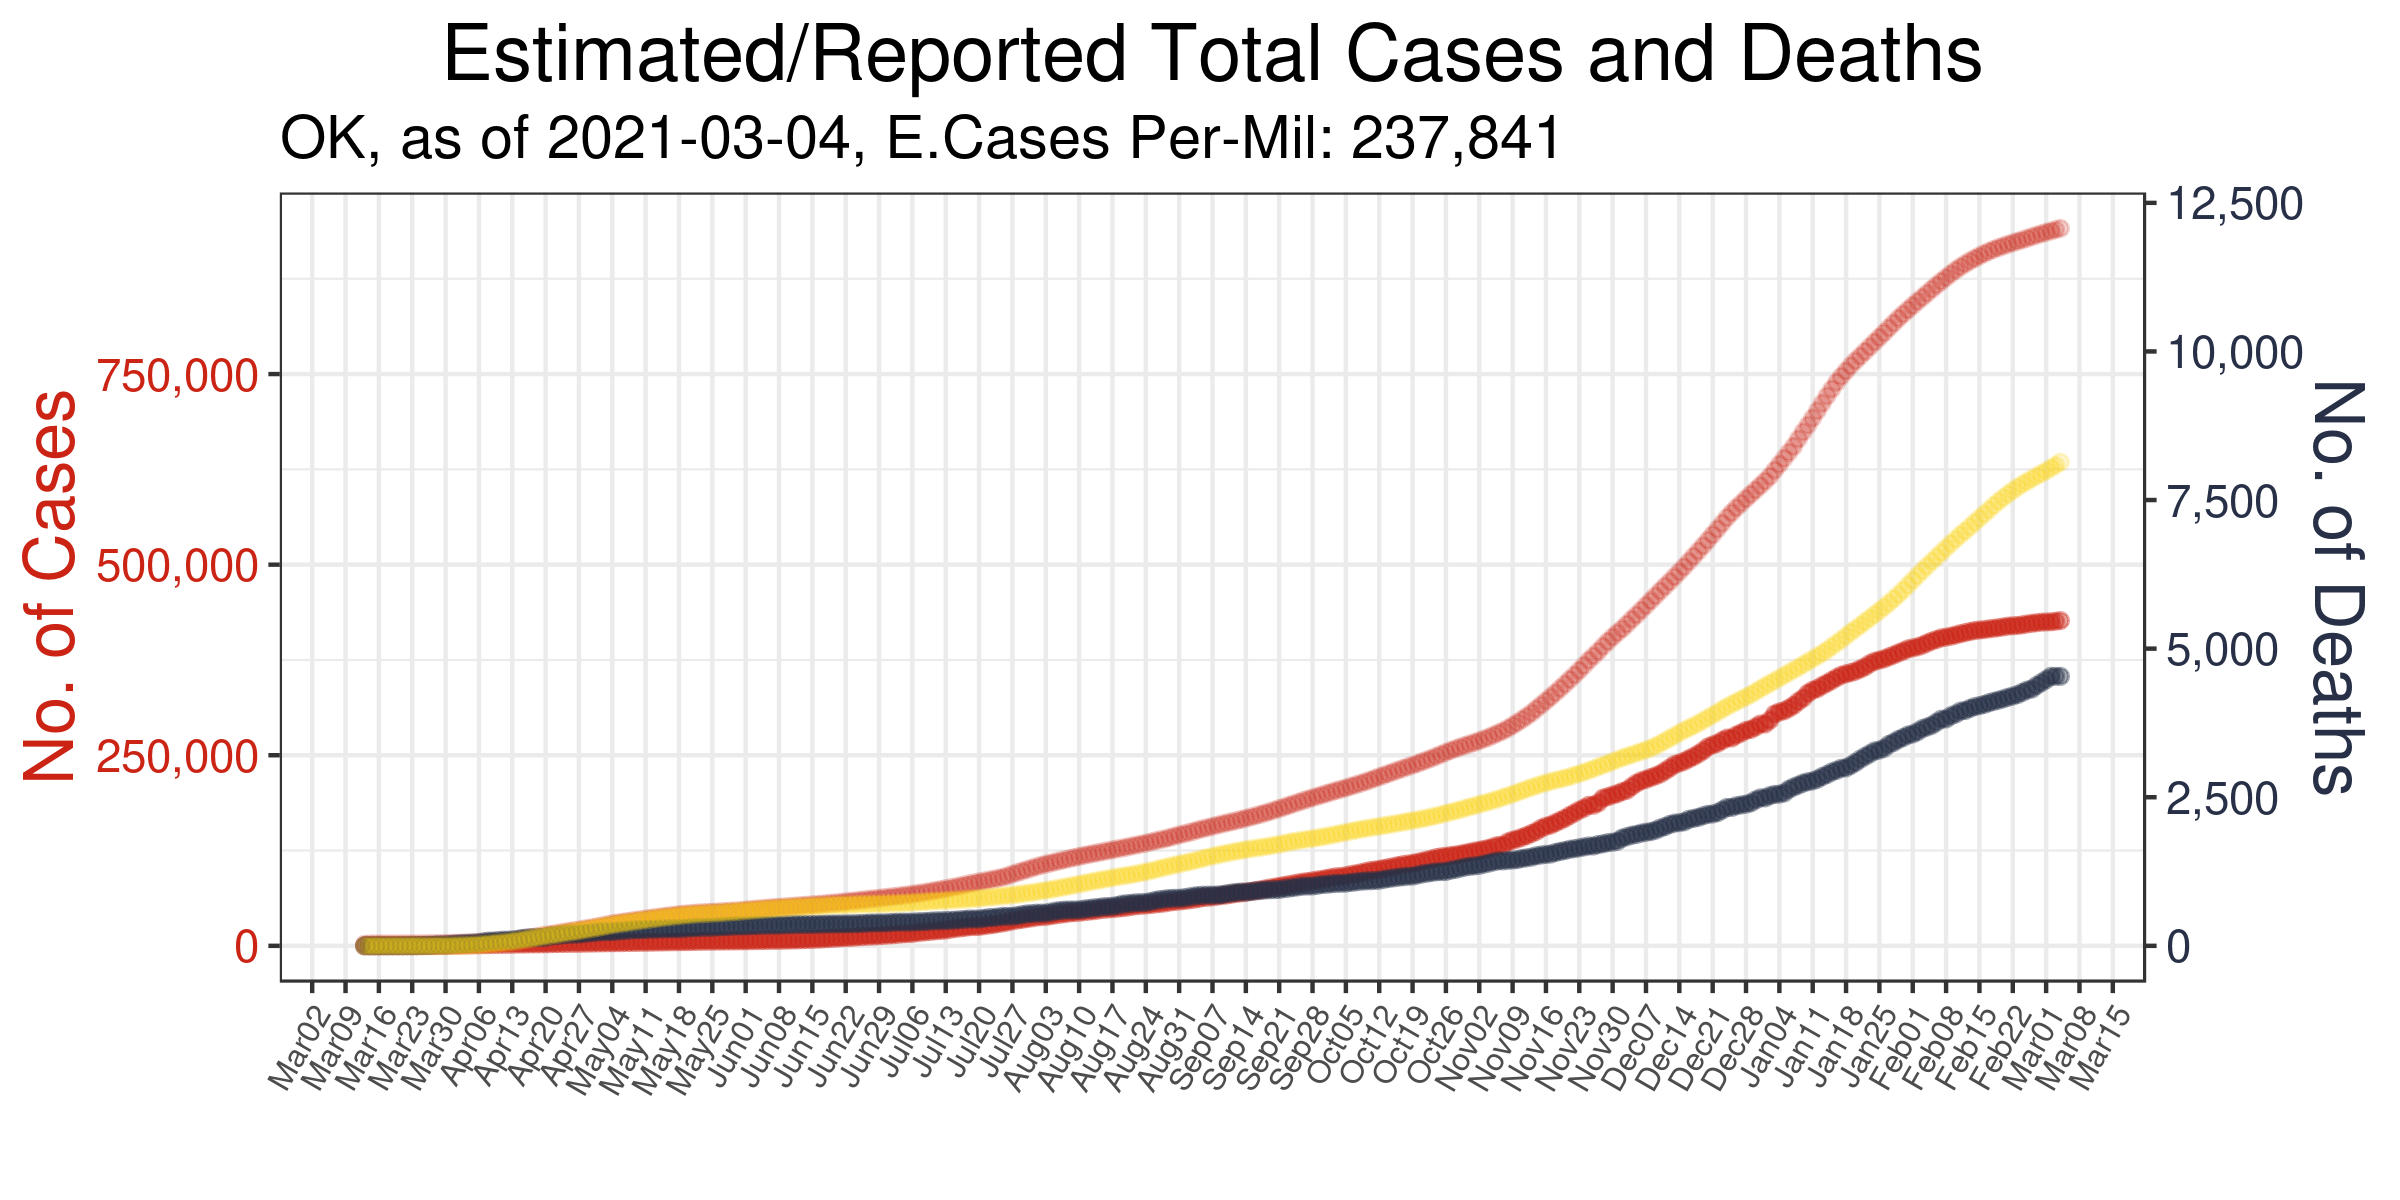 Estimated/Reported Total Cases and Deaths
OK, as of 2021-03-04, E.Cases Per-Mil: 237,841
No. of Cases
750,000
500,000
250,000
0
12,500
10,000
7,500
5,000
2,500
0
No. of Deaths
Mar02
Mar09
Mar16
Mar23
Mar30
Apr06
Apr13
Apr20
Apr27
May04
May11
May18
May25
Jun01
Jun08
Jun15
Jun22
Jun29
Jul06
Jul13
Jul20
Jul27
Aug03
Aug10
Aug17
Aug24
Aug31
Sep07
Sep14
Sep21
Sep28
Oct05
Oct12
Oct19
Oct26
Nov02
Nov09
Nov16
Nov23
Nov30
Dec07
Dec14
Dec21
Dec28
Jan04
Jan11
Jan18
Jan25
Feb01
Feb08
Feb15
Feb22
Mar01
Mar08
Mar15